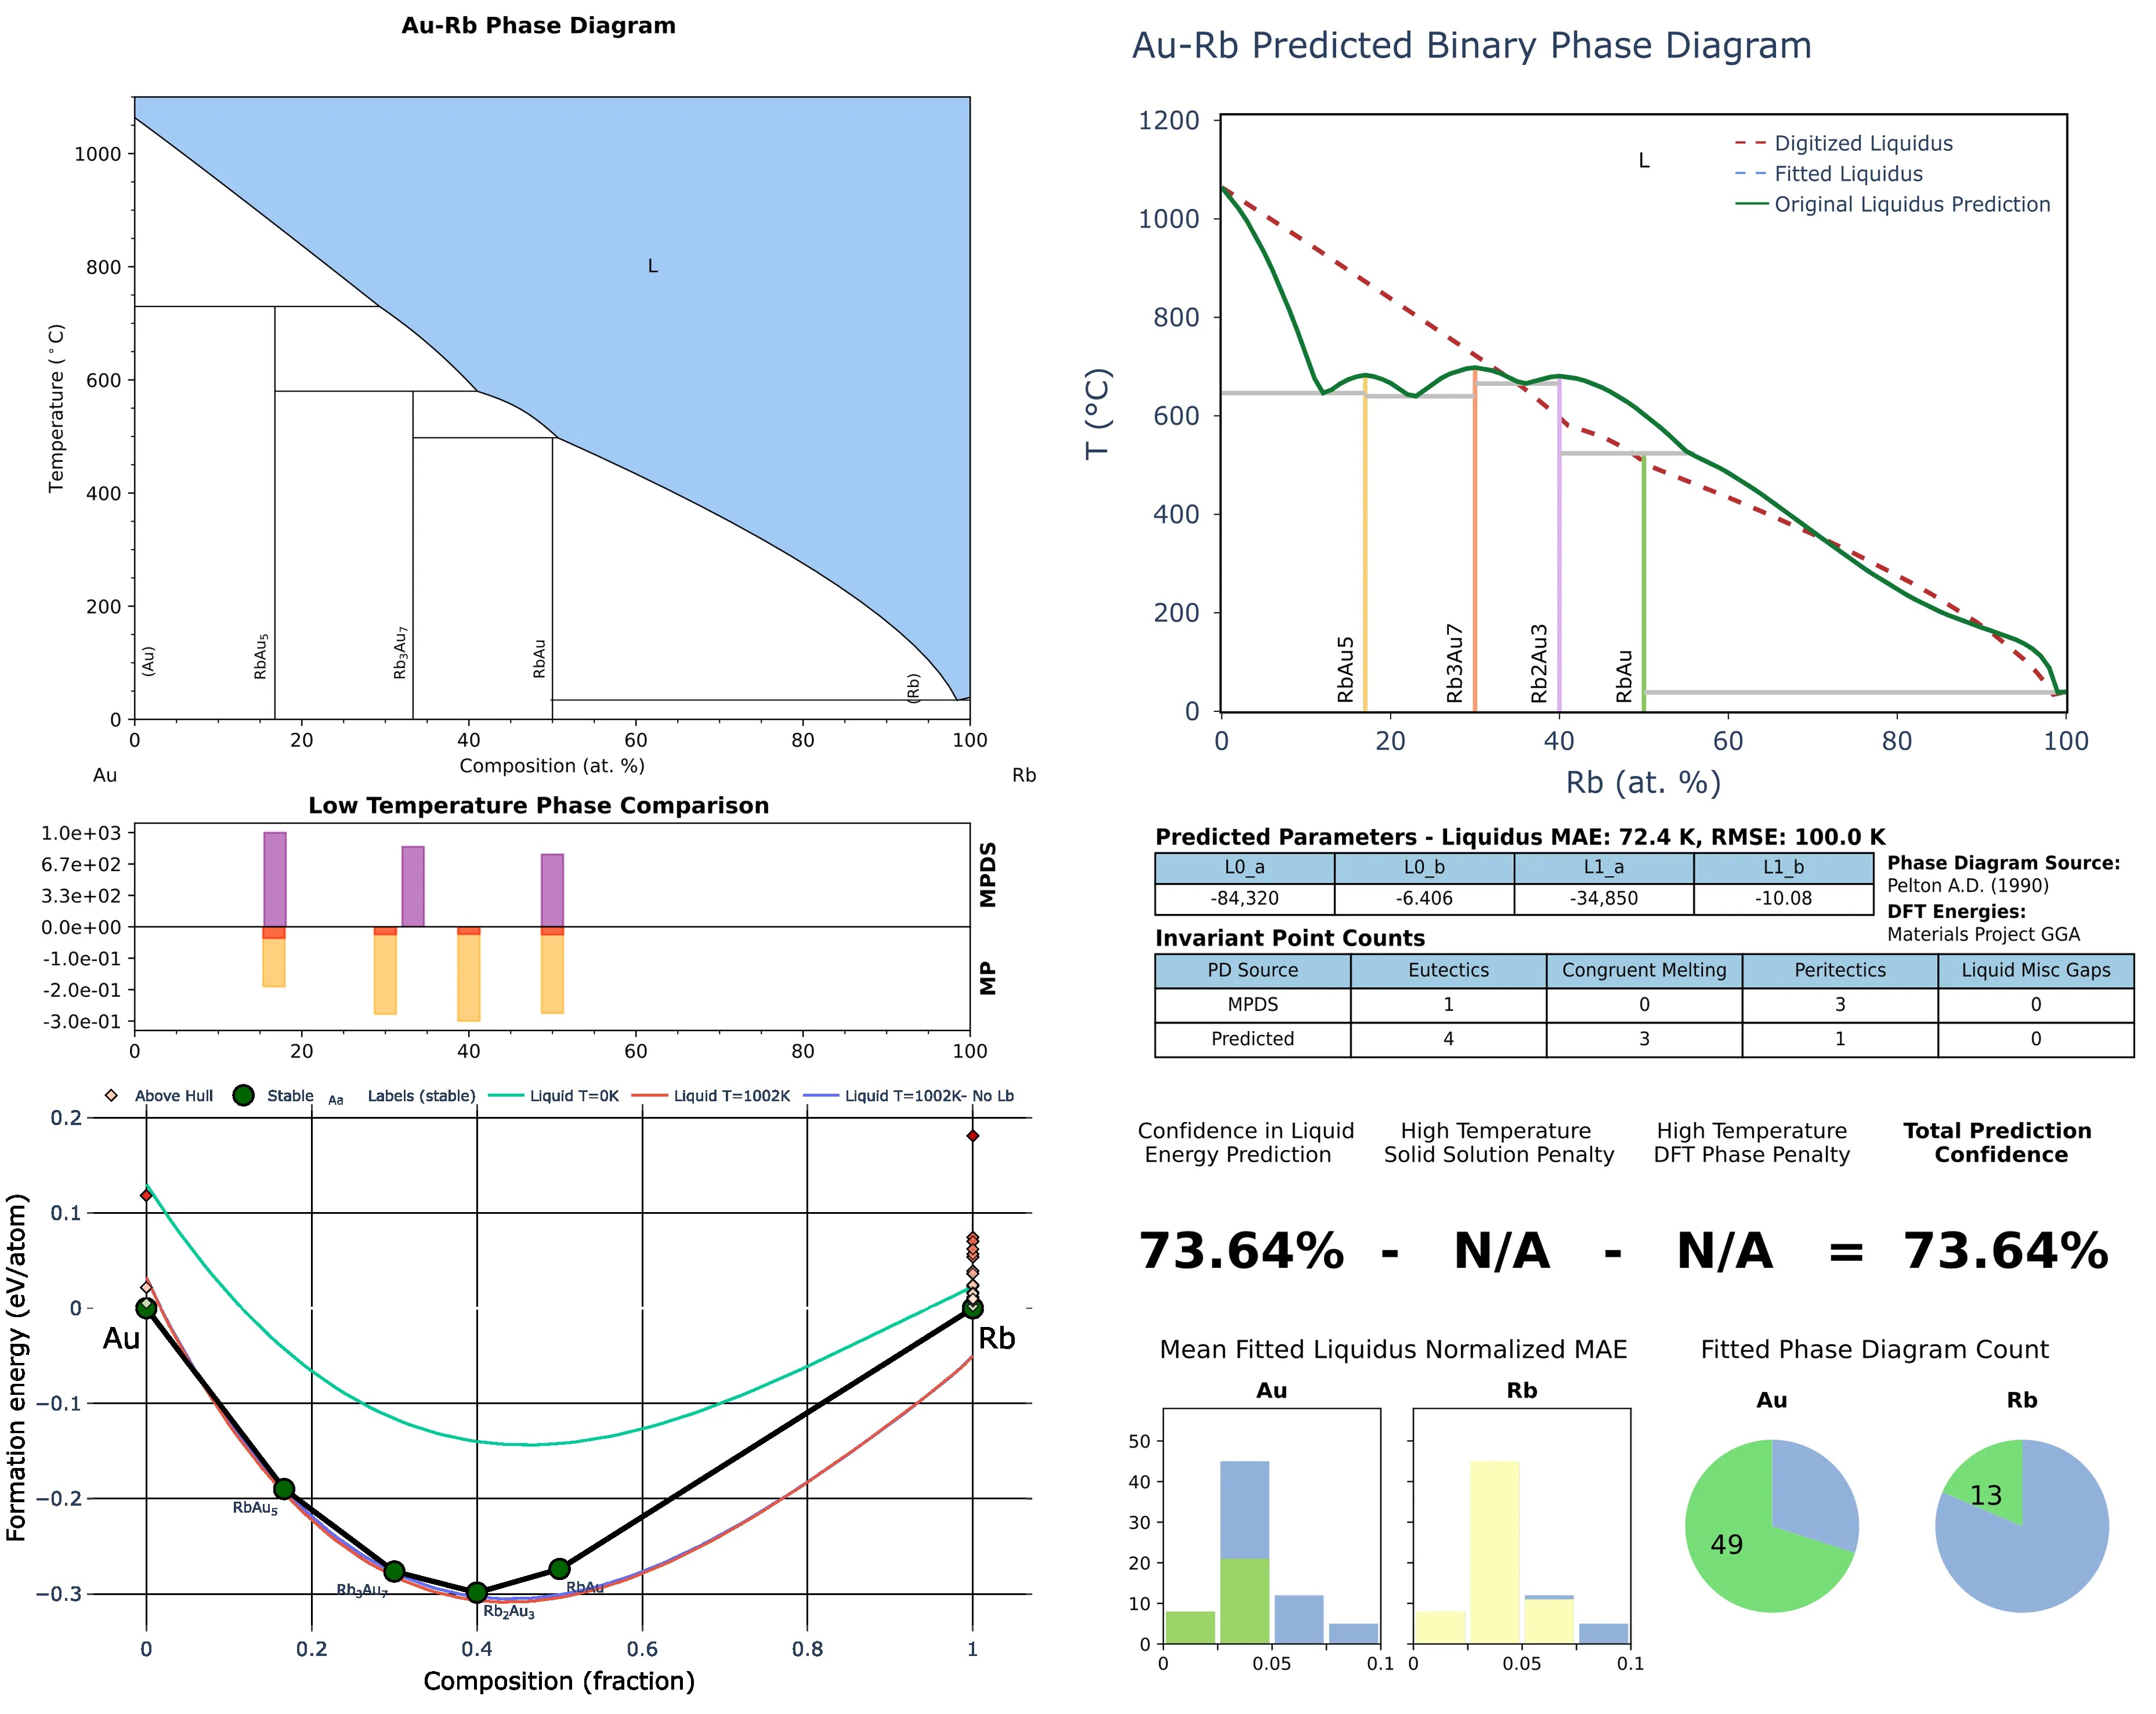 Au-Rb Phase Diagram
1000
800
600
400
200
0
Temperature (°C)
L
(Au)
RbAu5
Rb3Au7
RbAu
(Rb)
0 20 40 60 80 100
Composition (at. %)
Au Rb
Low Temperature Phase Comparison
1.0e+03
6.7e+02
3.3e+02
0.0e+00
-1.0e-01
-2.0e-01
-3.0e-01
MPDS
MP
0 20 40 60 80 100
Above Hull Stable Aa Labels (stable) Liquid T=0K Liquid T=1002K Liquid T=1002K- No Lb
0.2
0.1
0
−0.1
−0.2
−0.3
Formation energy (eV/atom)
Au
Rb
RbAu5
Rb3Au7
RbAu
Rb2Au3
0 0.2 0.4 0.6 0.8 1
Composition (fraction)
Au-Rb Predicted Binary Phase Diagram
1200
1000
800
600
400
200
0
T (°C)
L
Digitized Liquidus
Fitted Liquidus
Original Liquidus Prediction
RbAu5
Rb3Au7
Rb2Au3
RbAu
0 20 40 60 80 100
Rb (at. %)
Predicted Parameters - Liquidus MAE: 72.4 K, RMSE: 100.0 K
L0_a L0_b L1_a L1_b
-84,320 -6.406 -34,850 -10.08
Phase Diagram Source:
Pelton A.D. (1990)
DFT Energies:
Materials Project GGA
Invariant Point Counts
PD Source Eutectics Congruent Melting Peritectics Liquid Misc Gaps
MPDS 1 0 3 0
Predicted 4 3 1 0
Confidence in Liquid
Energy Prediction
High Temperature
Solid Solution Penalty
High Temperature
DFT Phase Penalty
Total Prediction
Confidence
73.64% - N/A - N/A = 73.64%
Mean Fitted Liquidus Normalized MAE
Au Rb
50
40
30
20
10
0
0 0.05 0.1 0 0.05 0.1
Fitted Phase Diagram Count
Au Rb
49
13